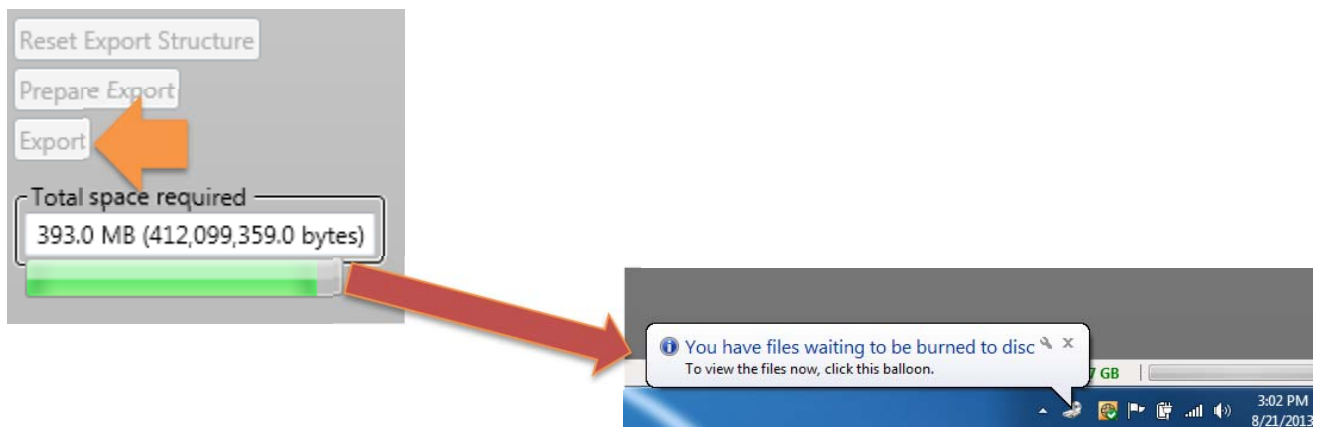 Reset Export Structure
Prepare Export
Export
Total space required
393.0 MB (412,099,359.0 bytes)
You have files waiting to be burned to disc
To view the files now, click this balloon.
7 GB
3:02 PM
8/21/2013